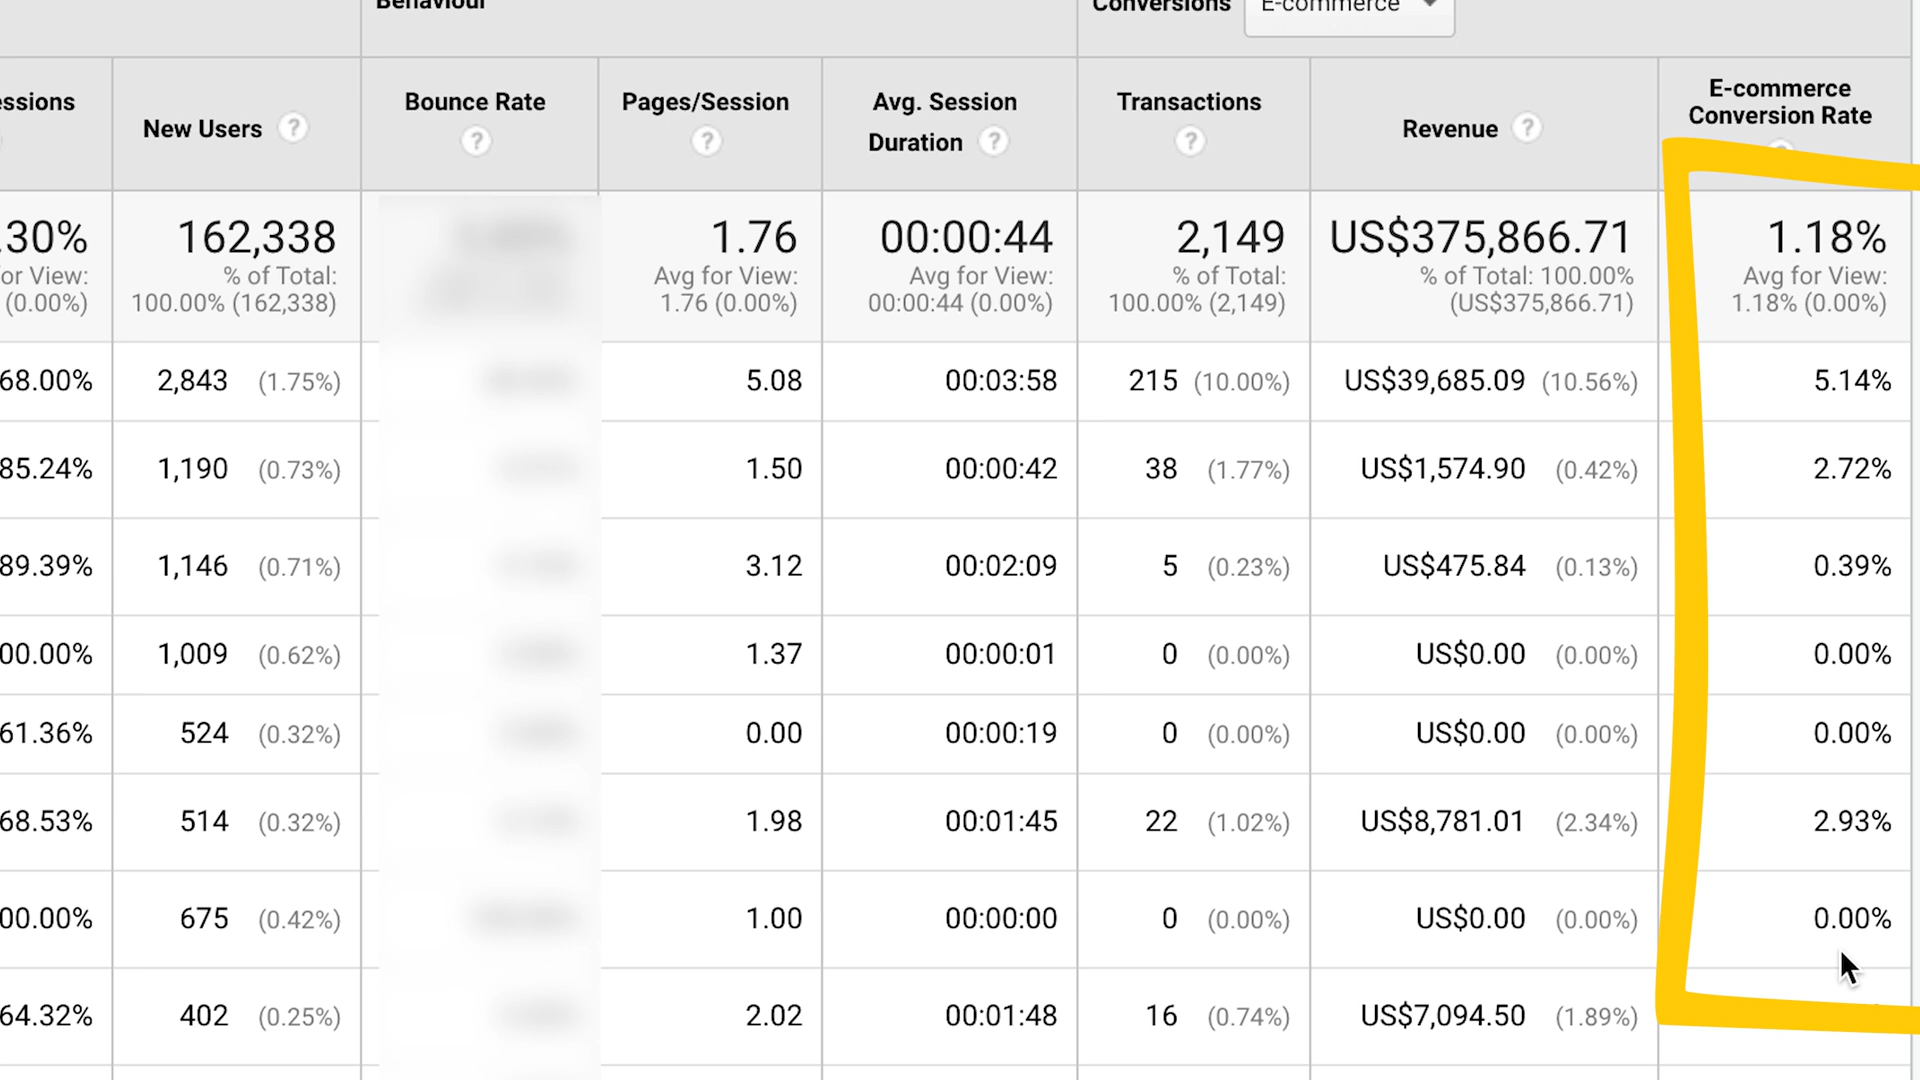 Behaviour
Conversions E-commerce
essions
New Users ?
Bounce Rate ?
Pages/Session ?
Avg. Session Duration ?
Transactions ?
Revenue ?
E-commerce
Conversion Rate
.30% 162,338 1.76 00:00:44 2,149 US$375,866.71 1.18%
or View: % of Total: Avg for View: Avg for View: % of Total: % of Total: 100.00% Avg for View:
(0.00%) 100.00% (162,338) 1.76 (0.00%) 00:00:44 (0.00%) 100.00% (2,149) (US$375,866.71) 1.18% (0.00%)
68.00% 2,843 (1.75%) 5.08 00:03:58 215 (10.00%) US$39,685.09 (10.56%) 5.14%
85.24% 1,190 (0.73%) 1.50 00:00:42 38 (1.77%) US$1,574.90 (0.42%) 2.72%
89.39% 1,146 (0.71%) 3.12 00:02:09 5 (0.23%) US$475.84 (0.13%) 0.39%
00.00% 1,009 (0.62%) 1.37 00:00:01 0 (0.00%) US$0.00 (0.00%) 0.00%
61.36% 524 (0.32%) 0.00 00:00:19 0 (0.00%) US$0.00 (0.00%) 0.00%
68.53% 514 (0.32%) 1.98 00:01:45 22 (1.02%) US$8,781.01 (2.34%) 2.93%
00.00% 675 (0.42%) 1.00 00:00:00 0 (0.00%) US$0.00 (0.00%) 0.00%
64.32% 402 (0.25%) 2.02 00:01:48 16 (0.74%) US$7,094.50 (1.89%)